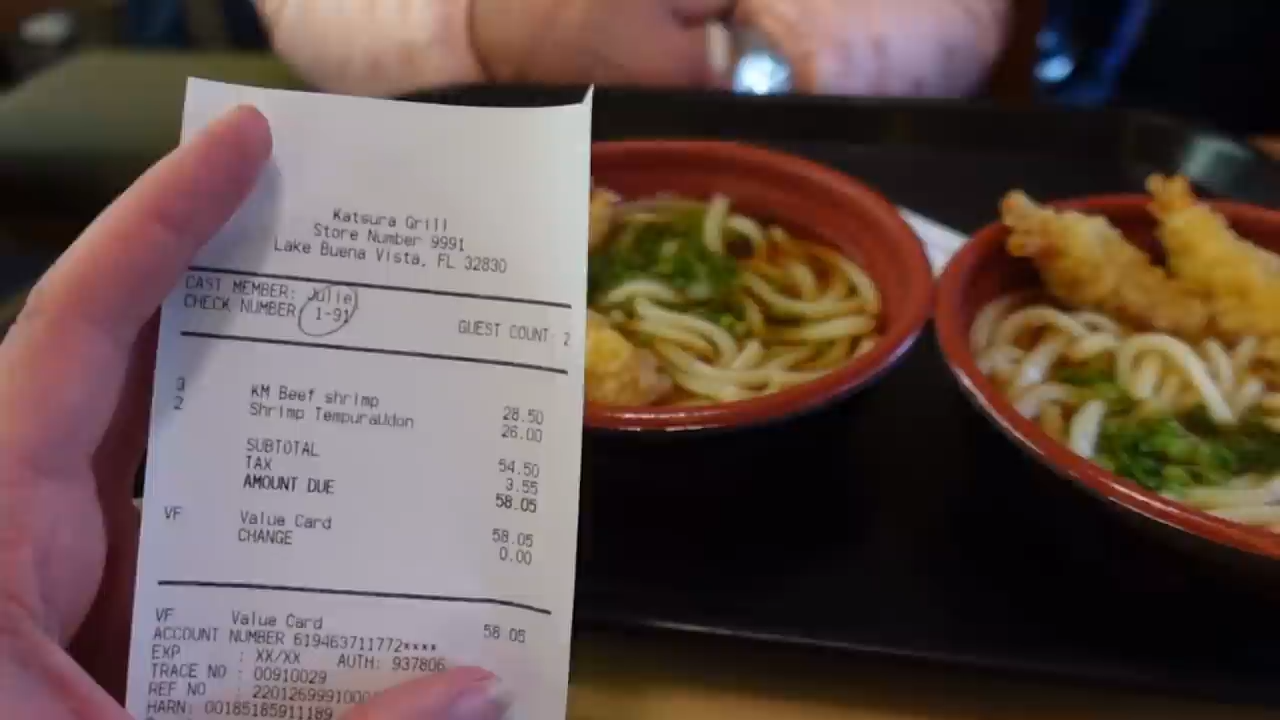 Katsura Grill
Store Number 9991
Lake Buena Vista, FL 32830
CAST MEMBER: Julie
CHECK NUMBER 1-91
GUEST COUNT: 2
3 KM Beef shrimp 28.50
2 Shrimp TempuraUdon 26.00
SUBTOTAL 54.50
TAX 3.55
AMOUNT DUE 58.05
VF Value Card 58.05
CHANGE 0.00
VF Value Card 58.05
ACCOUNT NUMBER 619463711772****
EXP : XX/XX AUTH: 937806
TRACE NO : 00910029
REF NO :
HARN: 00185185911189